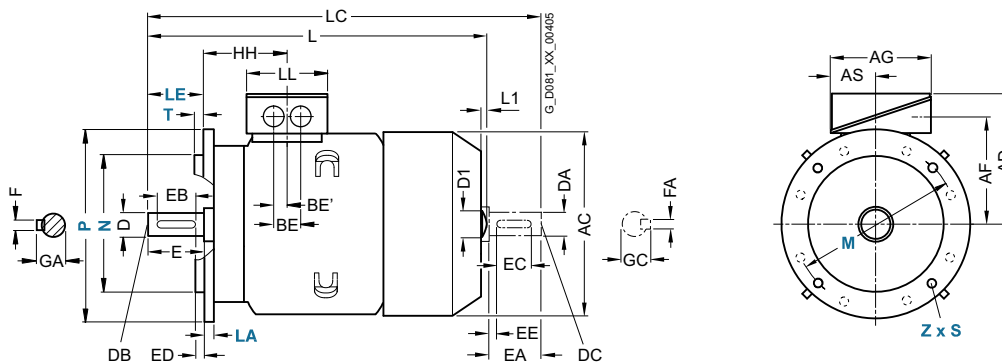 LC
L
HH
LL
LE
T
L1
G_D081_XX_00405
AG
AS
AD
AF
F
GA
P
N
D
EB
E
BE'
BE
D1
DA
AC
FA
GC
EC
M
LA
EE
EA
DB
ED
DC
Z x S